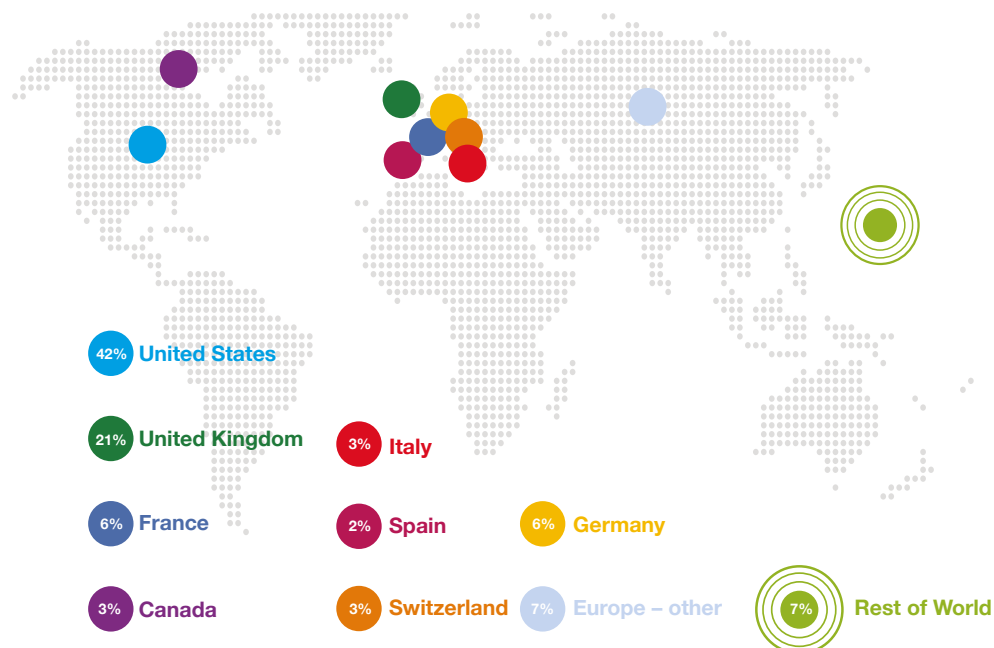 42% United States
21% United Kingdom
6% France
3% Canada
3% Italy
2% Spain
3% Switzerland
6% Germany
7% Europe – other
7% Rest of World